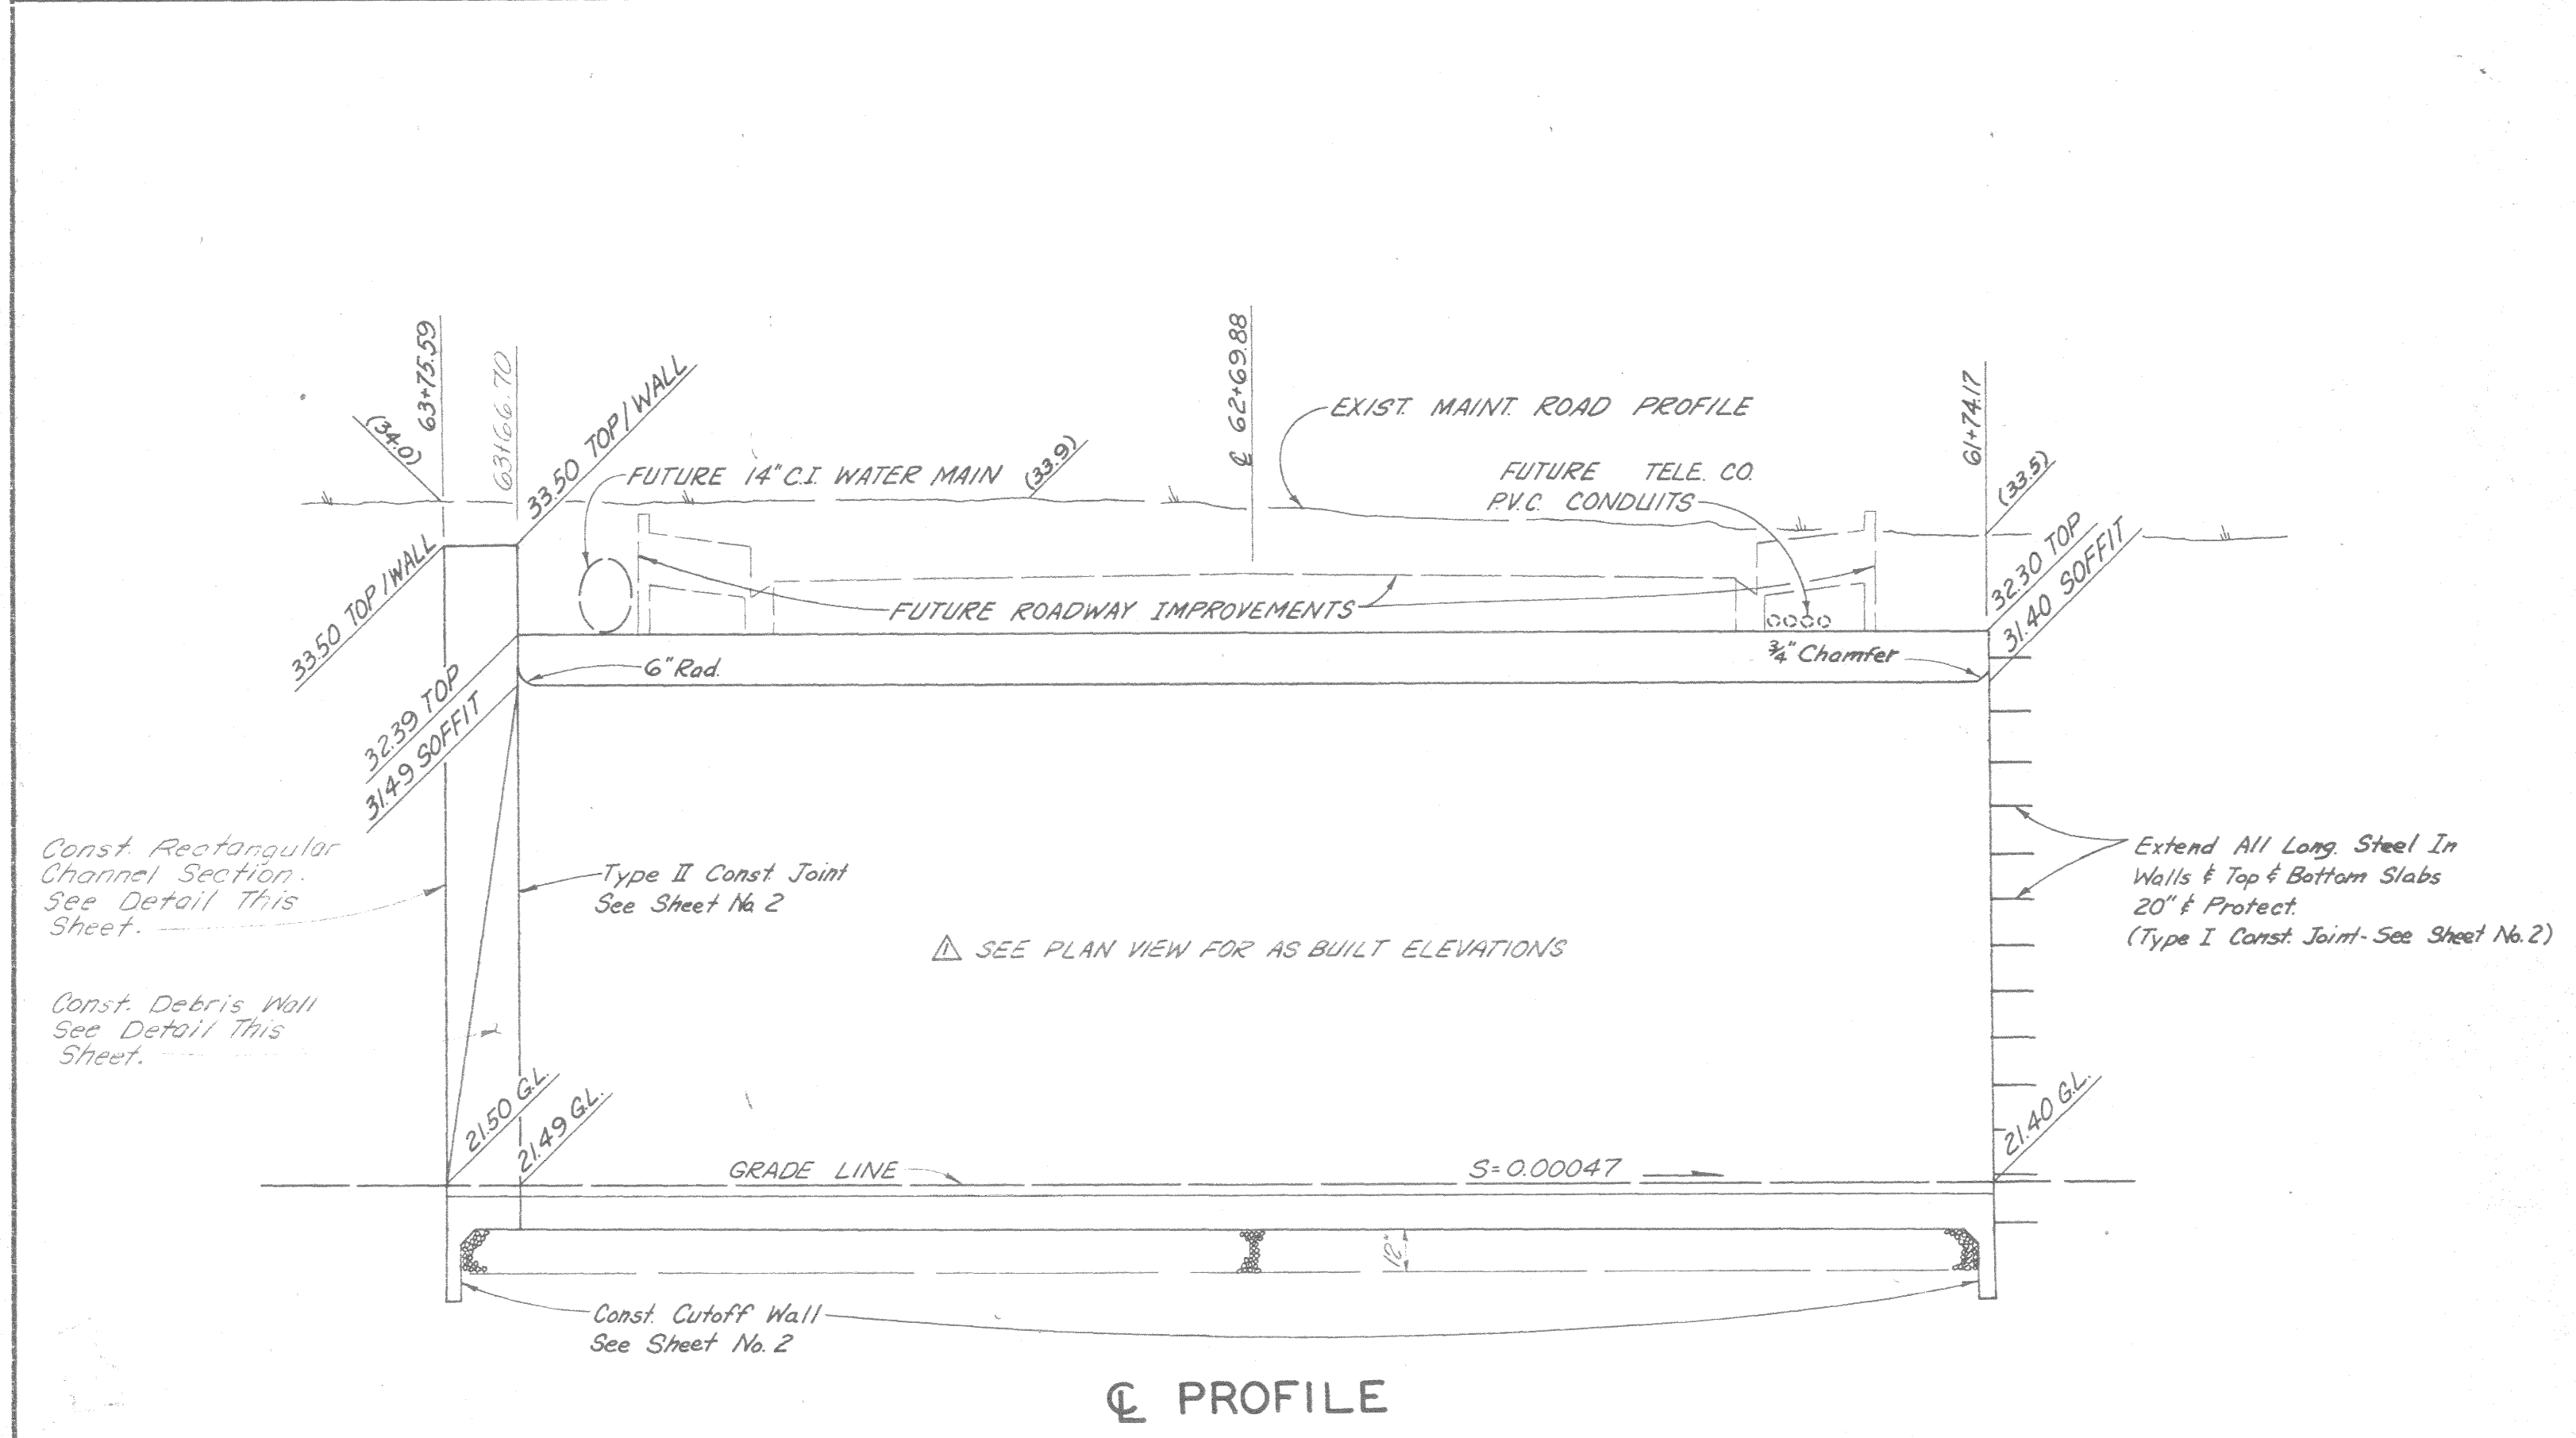 63+75.59
63+66.70
℄ 62+69.88
61+74.17
(34.0)
33.50 TOP/WALL
(33.9)
(33.5)
EXIST. MAINT. ROAD PROFILE
FUTURE 14" C.I. WATER MAIN
FUTURE TELE. CO.
P.V.C. CONDUITS
33.50 TOP/WALL
FUTURE ROADWAY IMPROVEMENTS
32.30 TOP
31.40 SOFFIT
6" Rad.
3/4" Chamfer
32.39 TOP
31.49 SOFFIT
Const. Rectangular
Channel Section.
See Detail This
Sheet.
Type II Const. Joint
See Sheet No. 2
Extend All Long. Steel In
Walls & Top & Bottom Slabs
20" & Protect.
(Type I Const. Joint-See Sheet No. 2)
1 SEE PLAN VIEW FOR AS BUILT ELEVATIONS
Const. Debris Wall
See Detail This
Sheet.
21.50 G.L.
21.49 G.L.
21.40 G.L.
GRADE LINE
S=0.00047
12"
Const. Cutoff Wall
See Sheet No. 2
℄ PROFILE